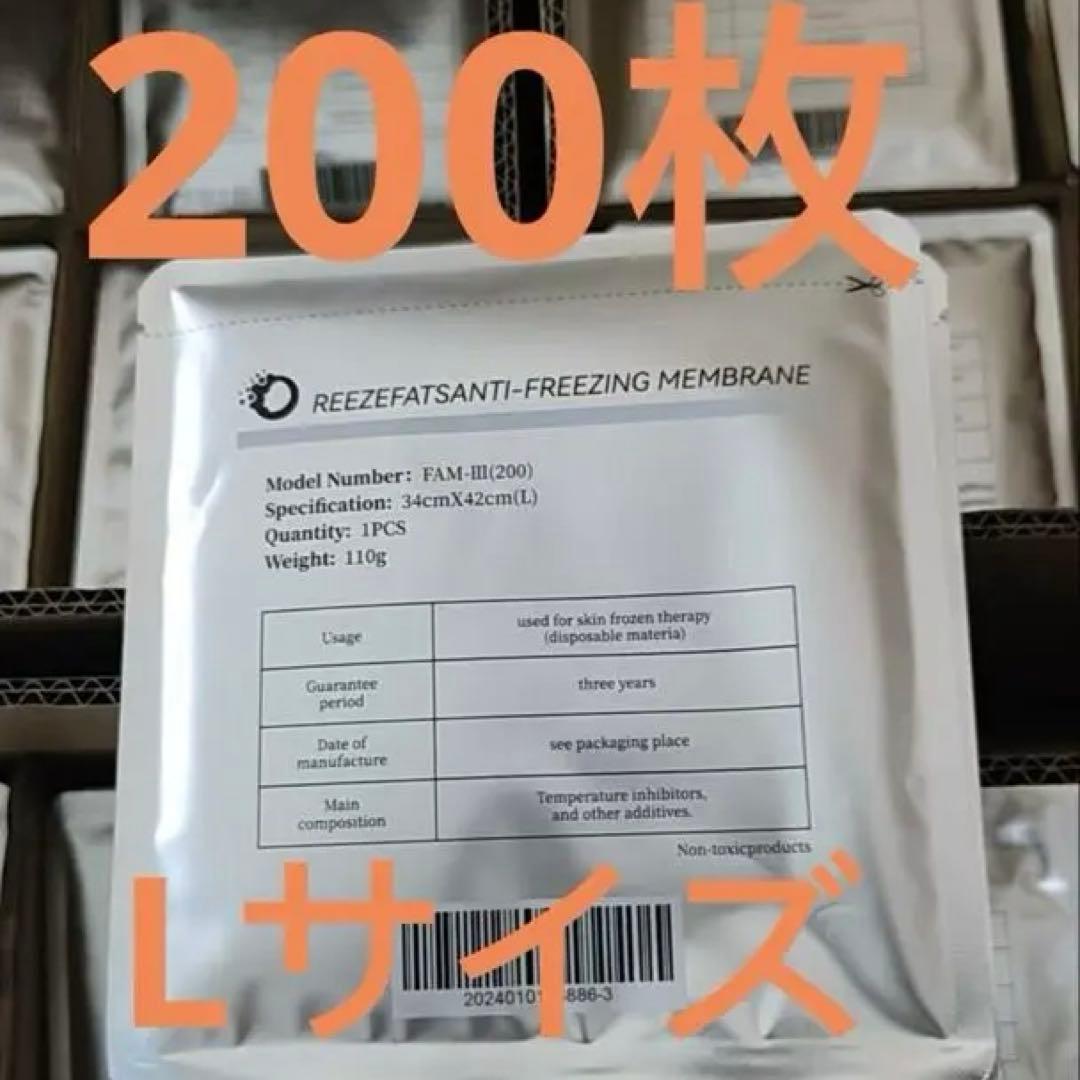 200枚
REEZEFATSANTI-FREEZING MEMBRANE
Model Number: FAM-III(200)
Specification: 34cmX42cm(L)
Quantity: 1PCS
Weight: 110g
Usage
used for skin frozen therapy
(disposable materia)
Guarantee
period
three years
Date of
manufacture
see packaging place
Main
composition
Temperature inhibitors,
and other additives.
Non-toxicproducts
Lサイズ